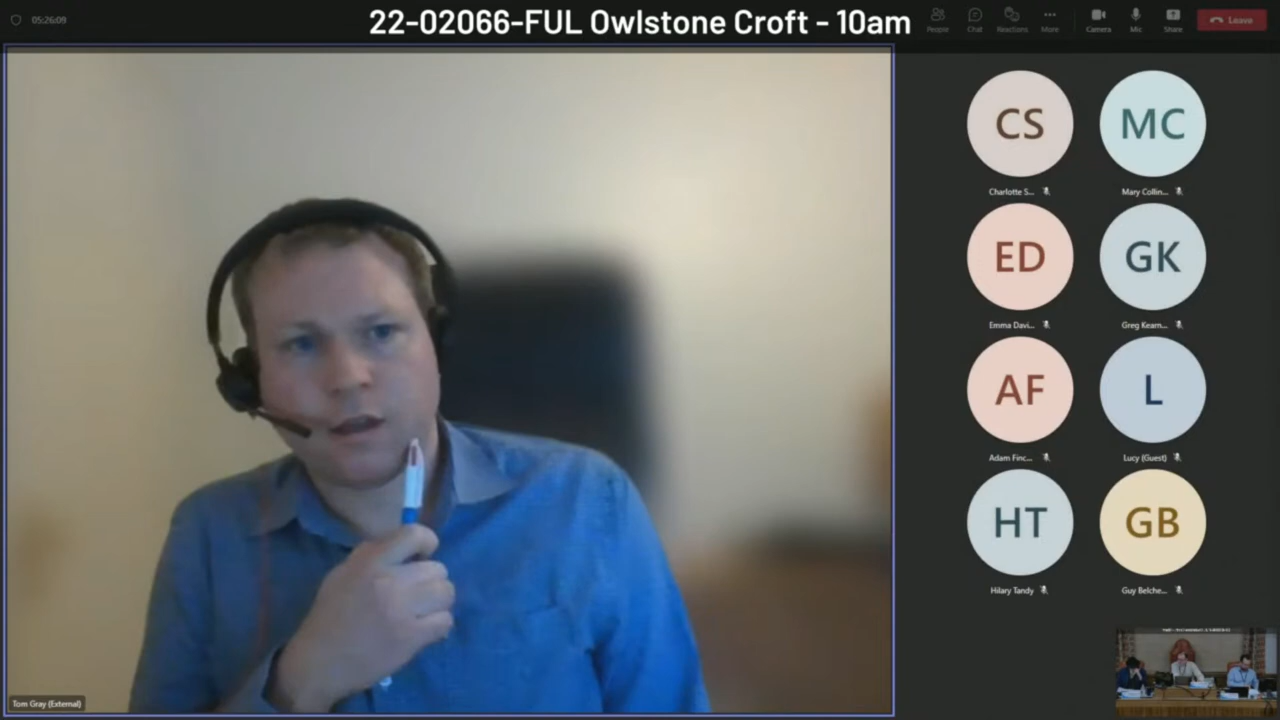 22-02066-FUL Owlstone Croft - 10am
05:26:09
People
Chat
Reactions
More
Camera
Mic
Share
Leave
CS
MC
Charlotte S...
Mary Collin...
ED
GK
Emma Davi...
Greg Kearn...
AF
L
Adam Finc...
Lucy (Guest)
HT
GB
Hilary Tandy
Guy Belche...
Tom Gray (External)